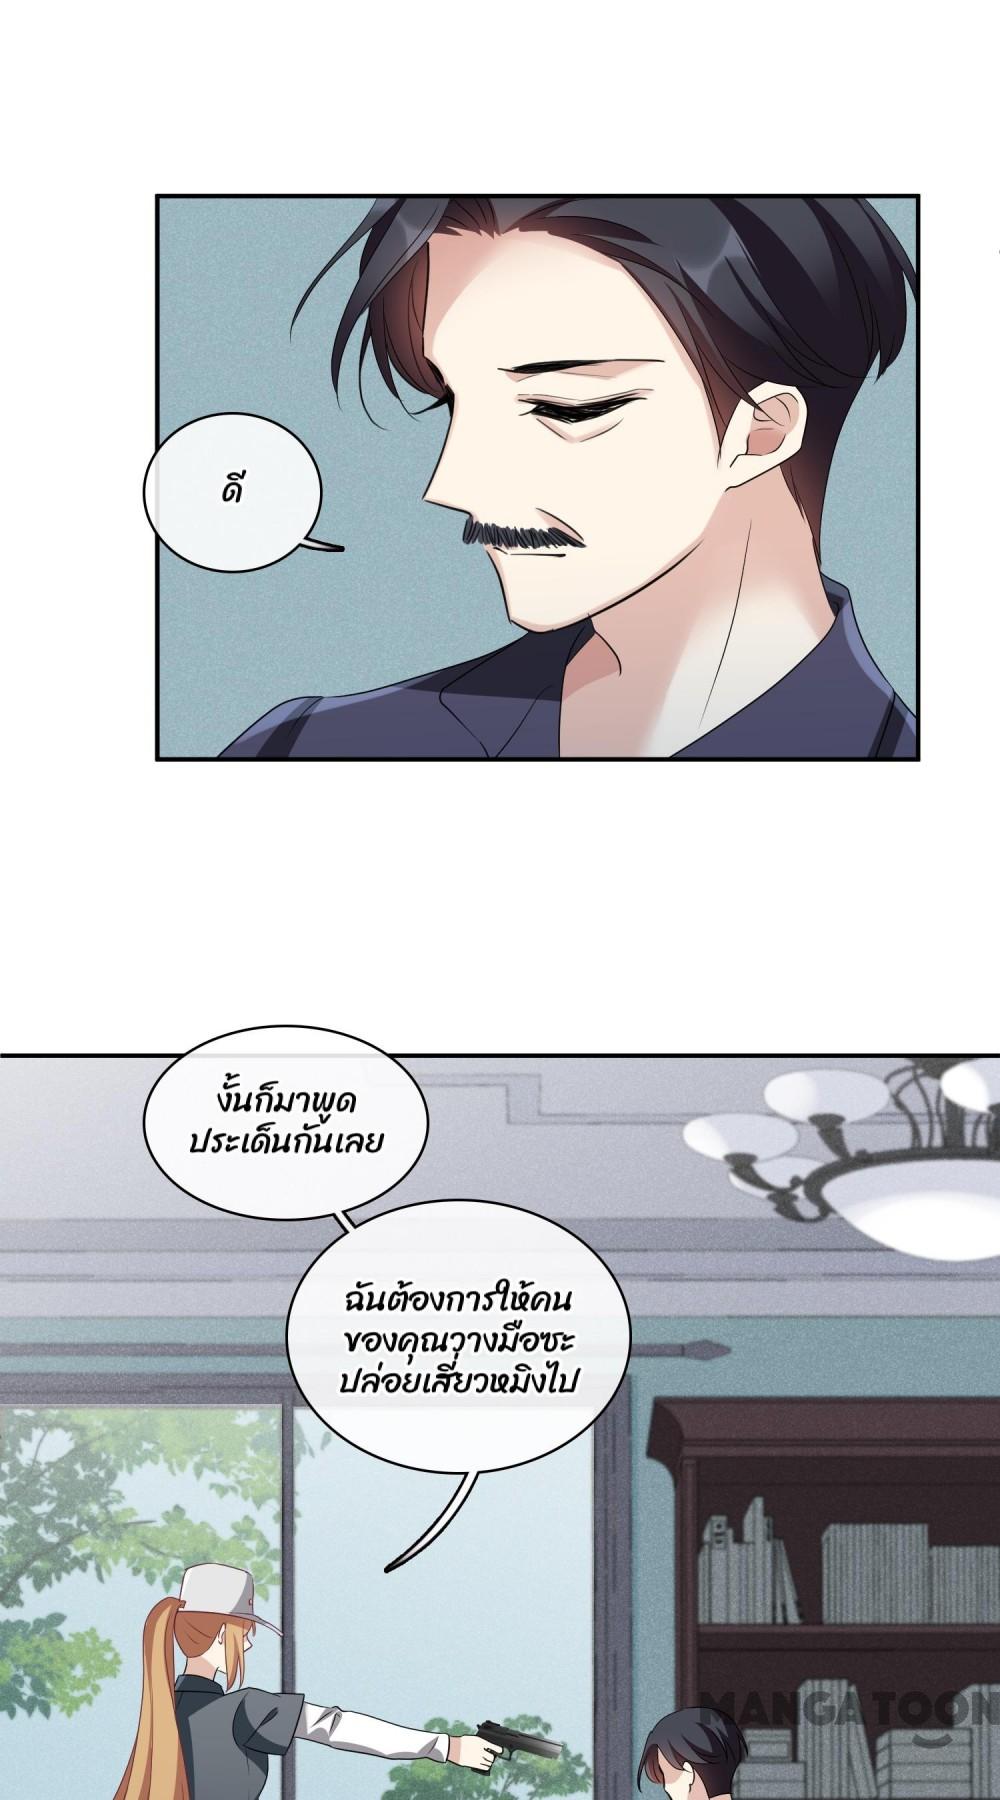 ดี
งั้นก็มาพูด
ประเด็นกันเลย
ฉันต้องการให้คน
ของคุณวางมือซะ
ปล่อยเสี่ยวหมิงไป
MANGATOON